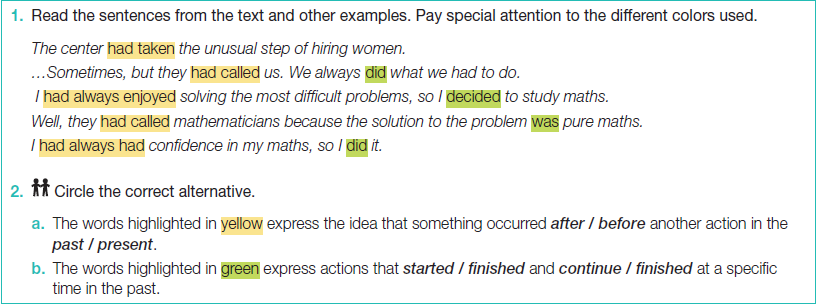 1. Read the sentences from the text and other examples. Pay special attention to the different colors used.
The center had taken the unusual step of hiring women.
…Sometimes, but they had called us. We always did what we had to do.
I had always enjoyed solving the most difficult problems, so I decided to study maths.
Well, they had called mathematicians because the solution to the problem was pure maths.
I had always had confidence in my maths, so I did it.
2. Circle the correct alternative.
a. The words highlighted in yellow express the idea that something occurred after / before another action in the
past / present.
b. The words highlighted in green express actions that started / finished and continue / finished at a specific
time in the past.